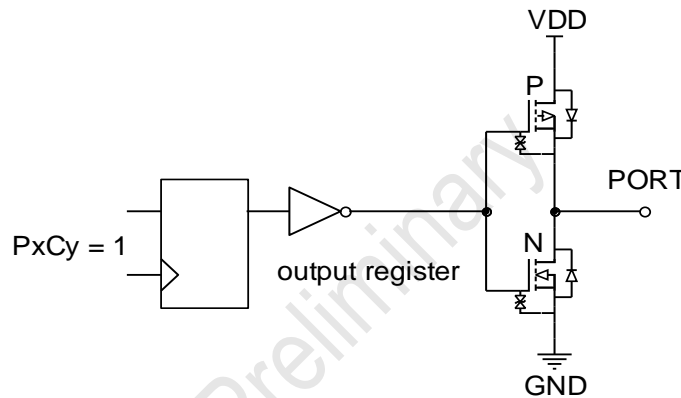 VDD
P
PORT
PxCy = 1
N
output register
GND
Preliminary